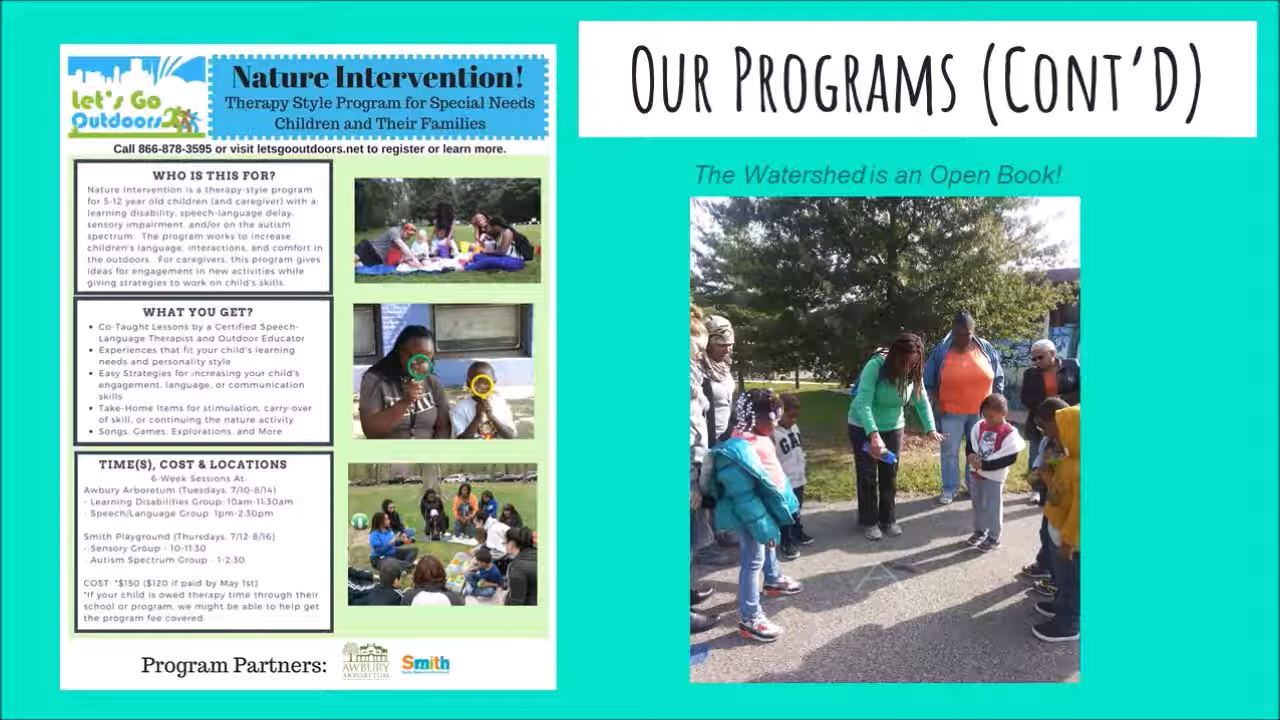 Let's Go
Outdoors
Nature Intervention!
Therapy Style Program for Special Needs
Children and Their Families
Call 866-878-3595 or visit letsgooutdoors.net to register or learn more.
WHO IS THIS FOR?
Nature Intervention is a therapy-style program
for 5-12 year old children (and caregiver) with a;
learning disability, speech-language delay,
sensory impairment, and/or on the autism
spectrum. The program works to increase
children's language, interactions, and comfort in
the outdoors. For caregivers, this program gives
ideas for engagement in new activities while
giving strategies to work on child's skills.
WHAT YOU GET?
• Co-Taught Lessons by a Certified Speech-
Language Therapist and Outdoor Educator
• Experiences that fit your child's learning
needs and personality style
• Easy Strategies for increasing your child's
engagement, language, or communication
skills
• Take-Home Items for stimulation, carry-over
of skill, or continuing the nature activity
• Songs, Games, Explorations, and More
TIME(S), COST & LOCATIONS
6-Week Sessions At:
Awbury Arboretum (Tuesdays, 7/10-8/14)
- Learning Disabilities Group: 10am-11:30am
- Speech/Language Group: 1pm-2:30pm
Smith Playground (Thursdays, 7/12-8/16)
- Sensory Group - 10-11:30
Autism Spectrum Group - 1-2:30
COST: *$150 ($120 if paid by May 1st)
*If your child is owed therapy time through their
school or program, we might be able to help get
the program fee covered.
Program Partners:
AWBURY
ARBORETUM
Smith
OUR PROGRAMS (CONT'D)
The Watershed is an Open Book!
GAP